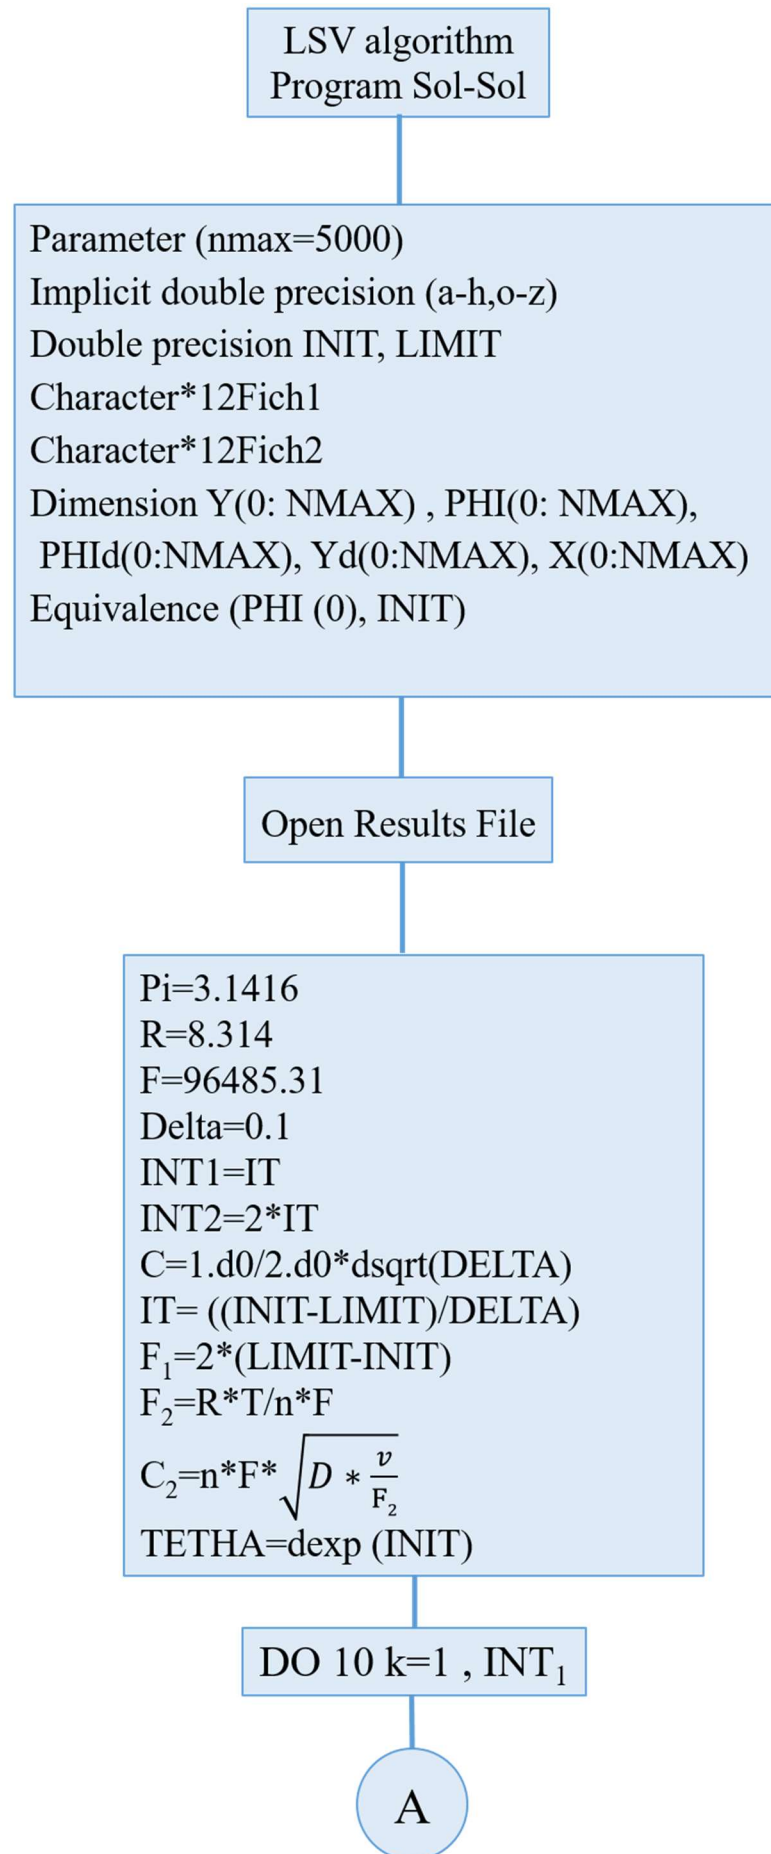 LSV algorithm
Program Sol-Sol
Parameter (nmax=5000)
Implicit double precision (a-h,o-z)
Double precision INIT, LIMIT
Character*12Fich1
Character*12Fich2
Dimension Y(0: NMAX) , PHI(0: NMAX),
PHId(0:NMAX), Yd(0:NMAX), X(0:NMAX)
Equivalence (PHI (0), INIT)
Open Results File
Pi=3.1416
R=8.314
F=96485.31
Delta=0.1
INT1=IT
INT2=2*IT
C=1.d0/2.d0*dsqrt(DELTA)
IT= ((INIT-LIMIT)/DELTA)
F₁=2*(LIMIT-INIT)
F₂=R*T/n*F
C₂=n*F*√(D * v/F₂)
TETHA=dexp (INIT)
DO 10 k=1 , INT₁
A